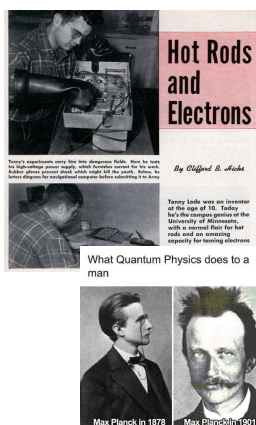 Hot Rods
and
Electrons
Tenny's experiments carry him into dangerous fields. Here he tests
his high-voltage power supply, which furnishes current for his work.
Rubber gloves prevent shock which might kill the youth. Below, he
letters diagram for navigational computer before submitting it to Army
By Clifford B. Hicks
Tenny Lode was an inventor
at the age of 10. Today
he's the campus genius at the
University of Minnesota,
with a normal flair for hot
rods and an amazing
capacity for taming electrons
What Quantum Physics does to a
man
Max Planck in 1878
Max Planck in 1901